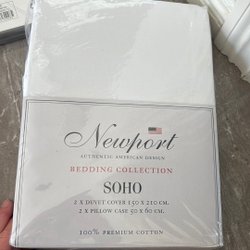 Newport
AUTHENTIC AMERICAN DESIGN
BEDDING COLLECTION
SOHO
2 X DUVET COVER 150 X 210 CM.
2 X PILLOW CASE 50 X 60 CM.
100% PREMIUM COTTON